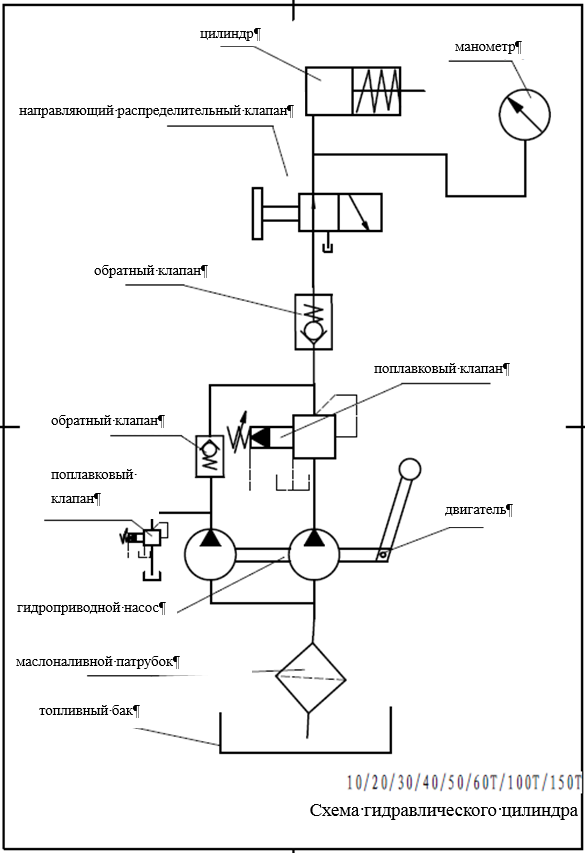 цилиндр¶
манометр¶
направляющий·распределительный·клапан¶
обратный·клапан¶
поплавковый·клапан¶
обратный·клапан¶
поплавковый·
клапан¶
двигатель¶
гидроприводной·насос¶
маслоналивной·патрубок¶
топливный·бак¶
10/20/30/40/50/60T/100T/150T
Схема·гидравлического·цилиндра